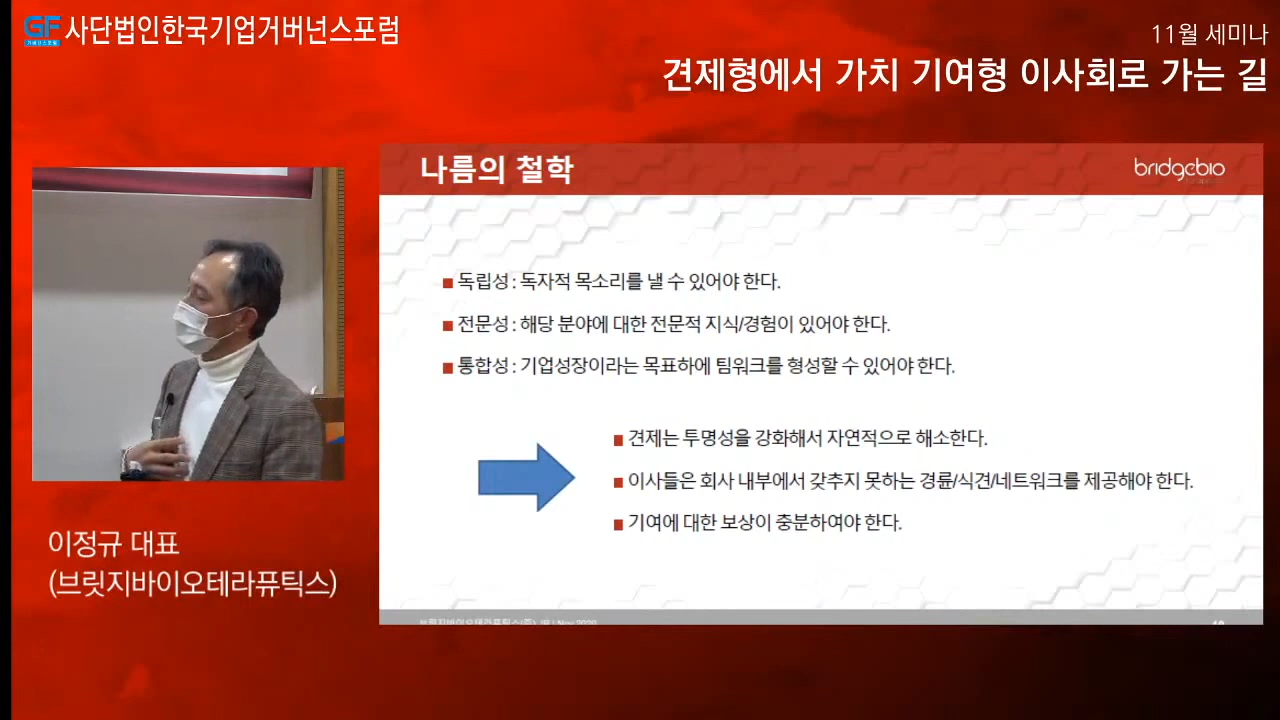 GF
거버넌스포럼
사단법인한국기업거버넌스포럼
11월 세미나
견제형에서 가치 기여형 이사회로 가는 길
나름의 철학
bridgebio
독립성 : 독자적 목소리를 낼 수 있어야 한다.
전문성 : 해당 분야에 대한 전문적 지식/경험이 있어야 한다.
통합성 : 기업성장이라는 목표하에 팀워크를 형성할 수 있어야 한다.
견제는 투명성을 강화해서 자연적으로 해소한다.
이사들은 회사 내부에서 갖추지 못하는 경륜/식견/네트워크를 제공해야 한다.
기여에 대한 보상이 충분하여야 한다.
이정규 대표
(브릿지바이오테라퓨틱스)